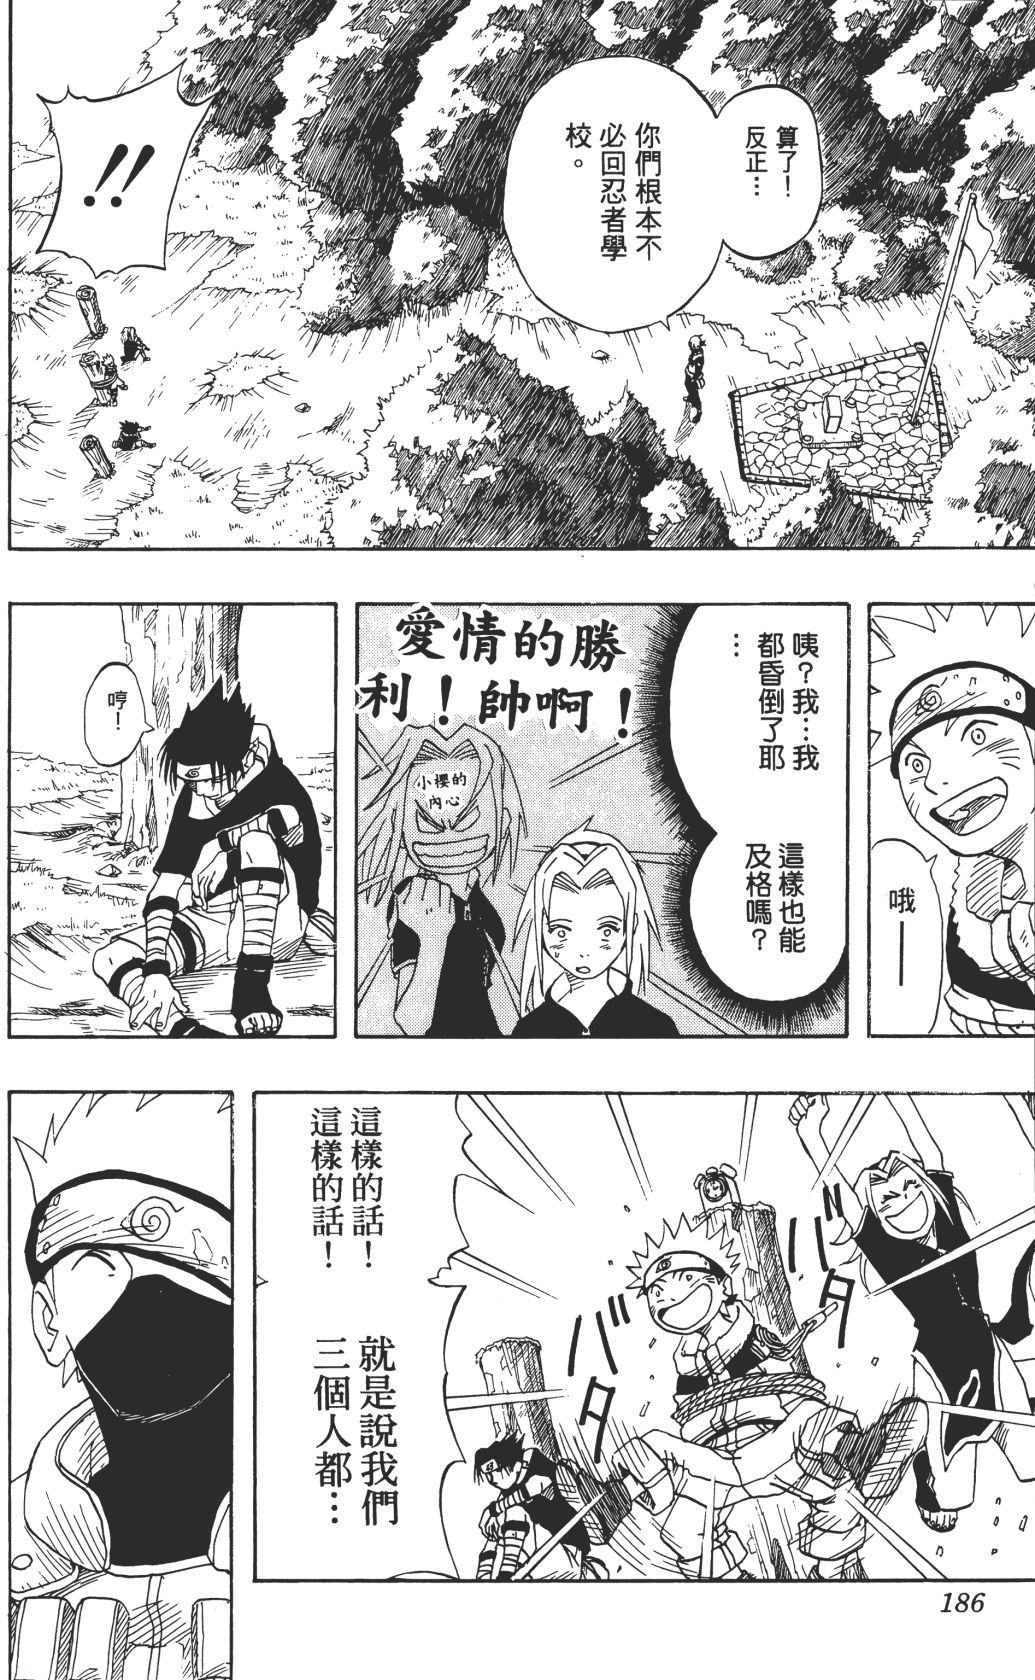 算了！
反正…
你們根本不
必回忍者學
校。
!!
哦——
咦？我…我
都昏倒了耶
…
這樣也能
及格嗎？
愛情的勝
利！帥啊！
小櫻的
內心
哼！
バタ
バタ
這樣的話！
這樣的話！
就是說我們
三個人都…
186